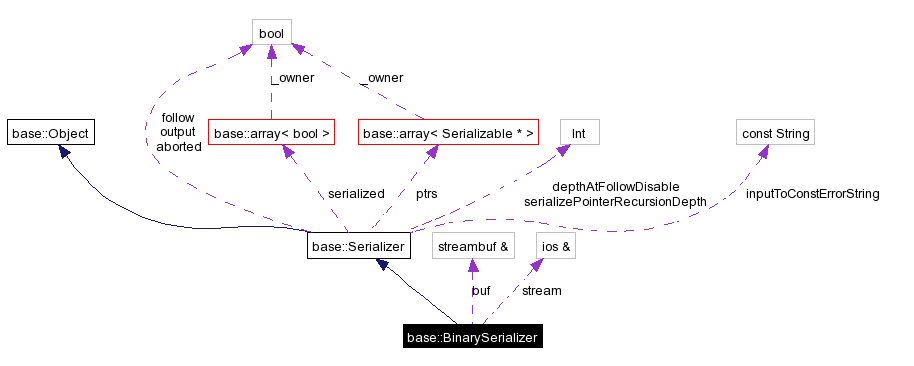 bool
_owner
_owner
follow
output
aborted
base::Object
base::array< bool >
base::array< Serializable * >
Int
const String
serialized
ptrs
depthAtFollowDisable
serializePointerRecursionDepth
inputToConstErrorString
base::Serializer
streambuf &
ios &
buf
stream
base::BinarySerializer